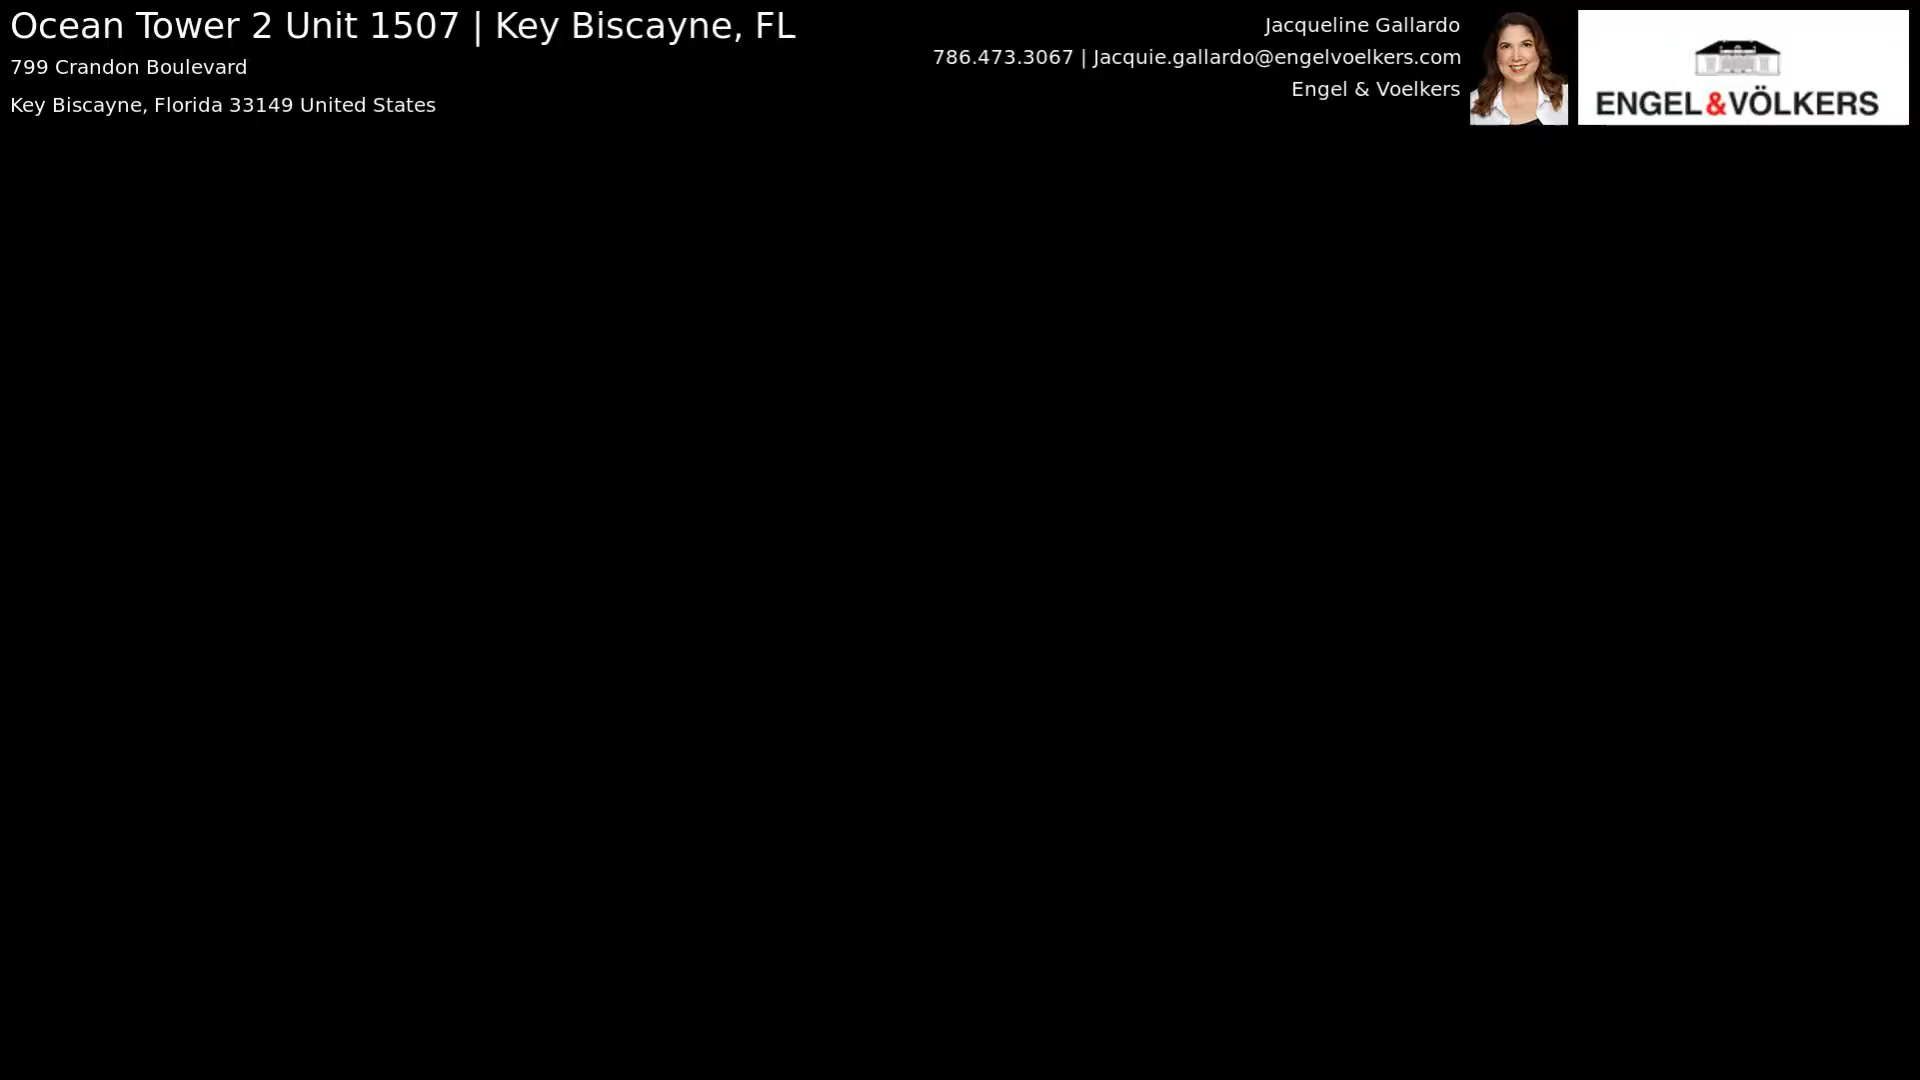 Ocean Tower 2 Unit 1507 | Key Biscayne, FL
799 Crandon Boulevard
Key Biscayne, Florida 33149 United States
Jacqueline Gallardo
786.473.3067 | Jacquie.gallardo@engelvoelkers.com
Engel & Voelkers
ENGEL&VÖLKERS